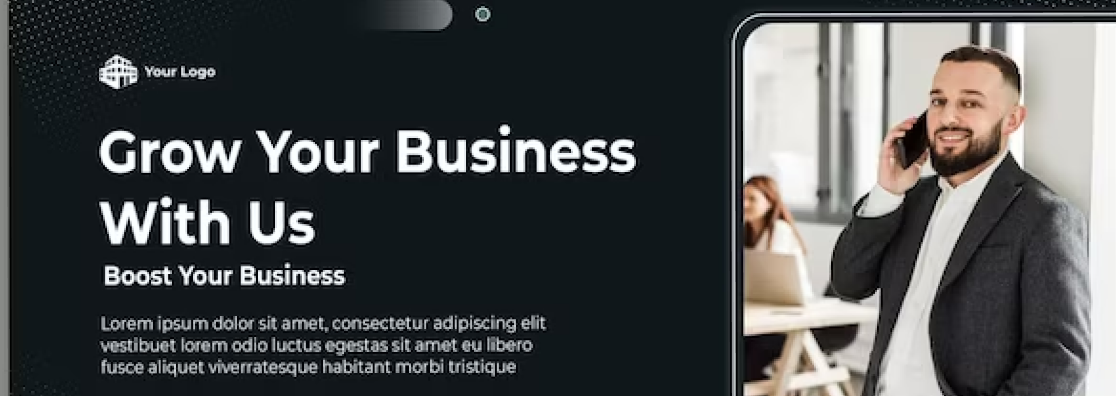 Your Logo
Grow Your Business
With Us
Boost Your Business
Lorem ipsum dolor sit amet, consectetur adipiscing elit
vestibuet lorem odio luctus egestas sit amet eu libero
fusce aliquet viverratesque habitant morbi tristique